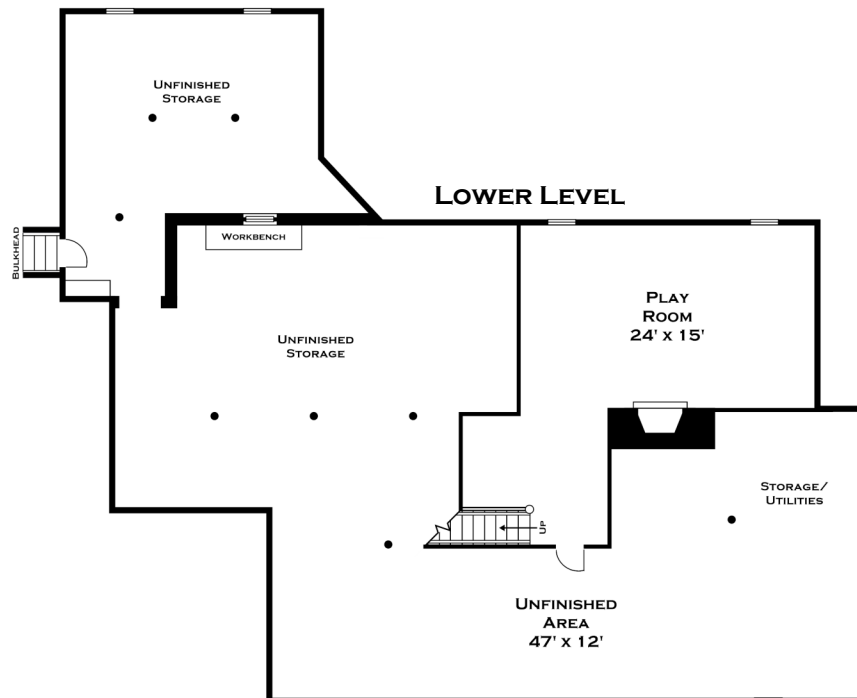 UNFINISHED
STORAGE
LOWER LEVEL
BULKHEAD
WORKBENCH
PLAY
ROOM
24' X 15'
UNFINISHED
STORAGE
STORAGE/
UTILITIES
UP
UNFINISHED
AREA
47' X 12'